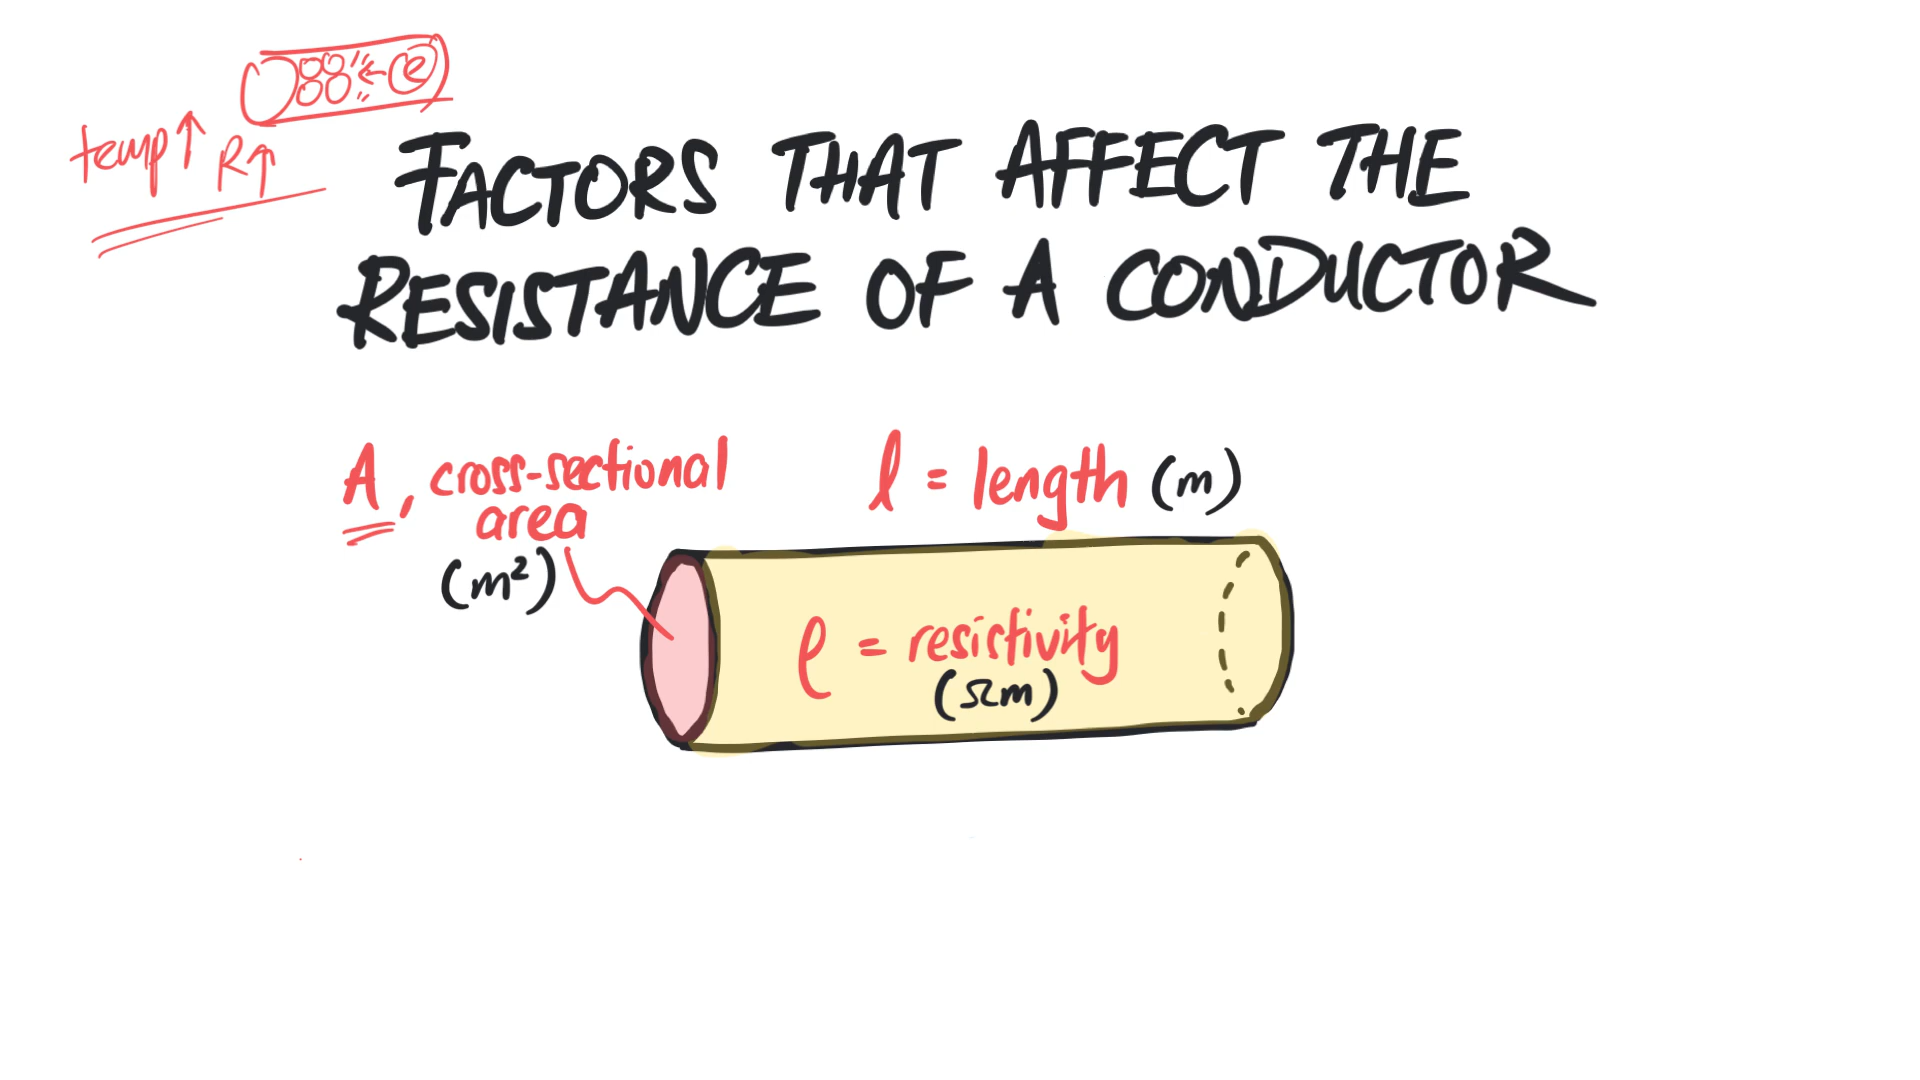 e
temp↑ R↑
FACTORS THAT AFFECT THE
RESISTANCE OF A CONDUCTOR
A, cross-sectional
area
(m²)
l = length (m)
ρ = resistivity
(Ωm)